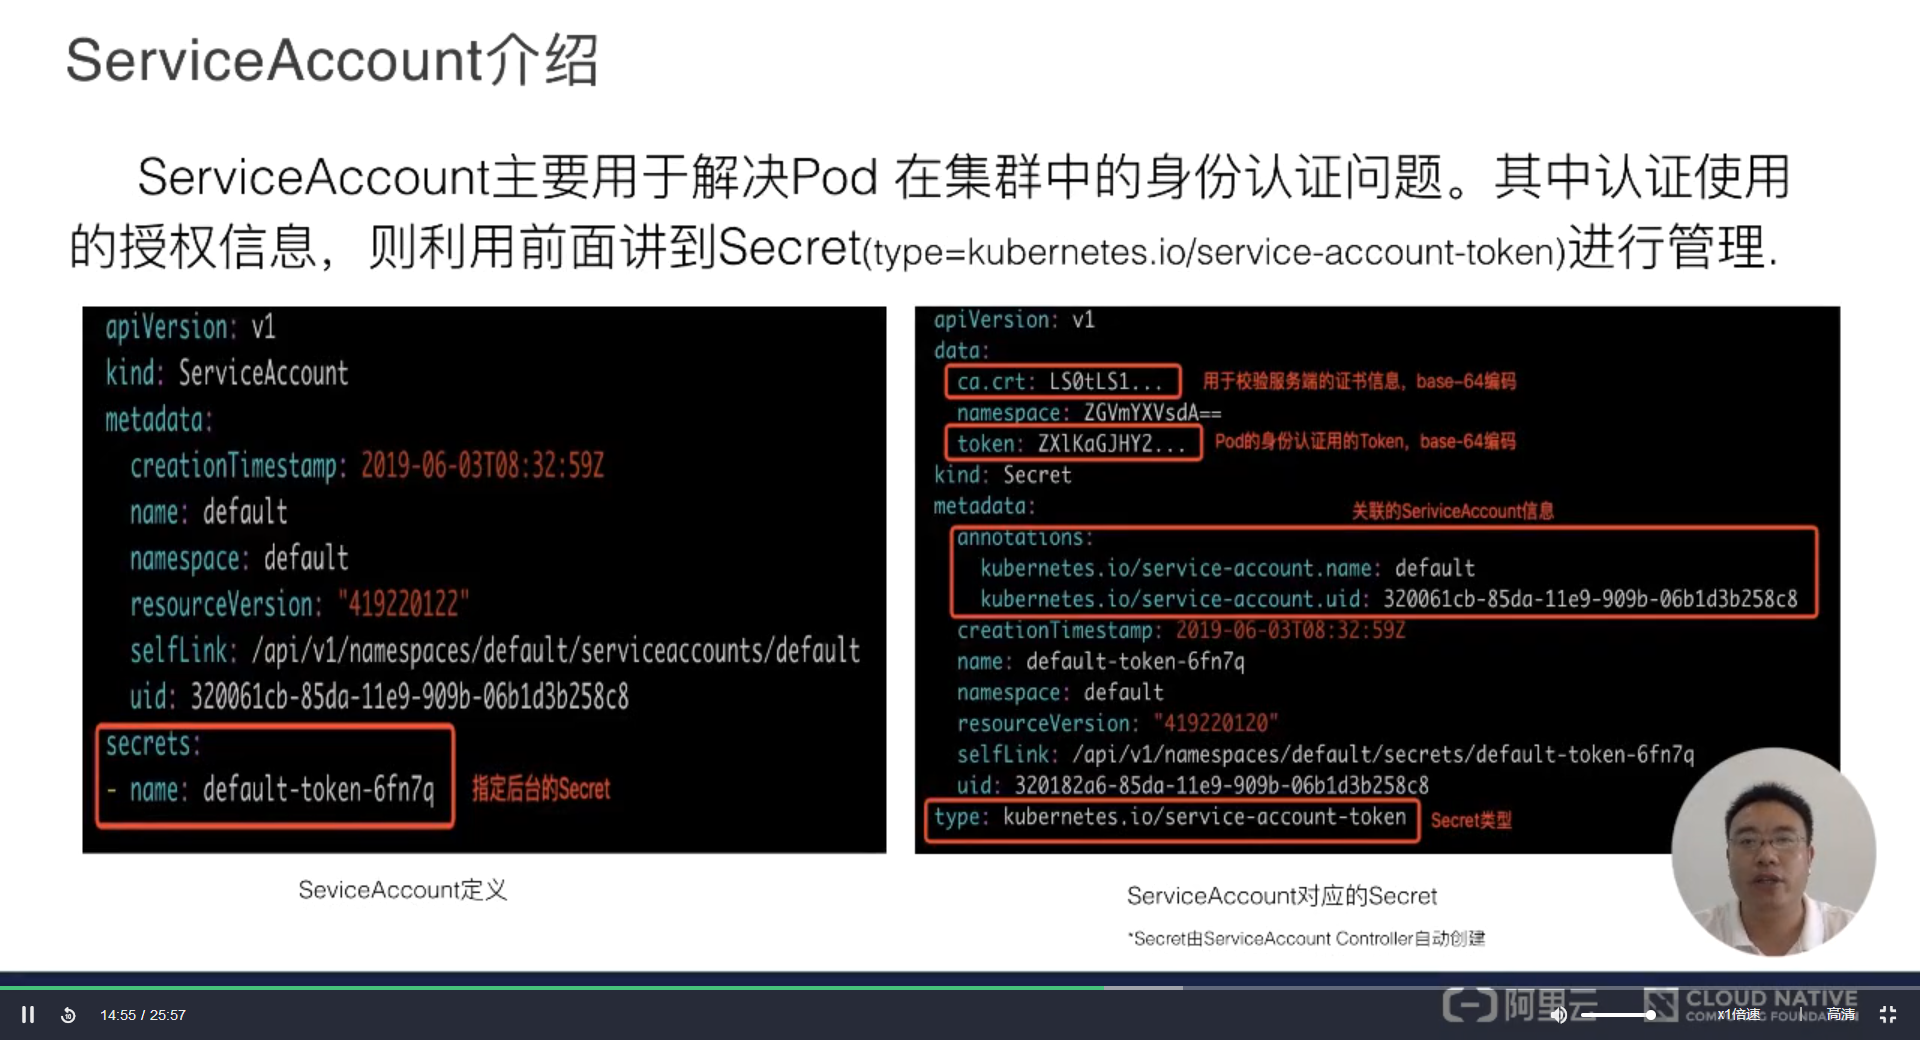 ServiceAccount介绍
ServiceAccount主要用于解决Pod 在集群中的身份认证问题。其中认证使用
的授权信息，则利用前面讲到Secret(type=kubernetes.io/service-account-token)进行管理.
apiVersion: v1
kind: ServiceAccount
metadata:
creationTimestamp: 2019-06-03T08:32:59Z
name: default
namespace: default
resourceVersion: "419220122"
selfLink: /api/v1/namespaces/default/serviceaccounts/default
uid: 320061cb-85da-11e9-909b-06b1d3b258c8
secrets:
- name: default-token-6fn7q 指定后台的Secret
SeviceAccount定义
apiVersion: v1
data:
ca.crt: LS0tLS1... 用于校验服务端的证书信息，base-64编码
namespace: ZGVmYXVsdA==
token: ZXlKaGJHY2... Pod的身份认证用的Token，base-64编码
kind: Secret
metadata:
关联的SeriviceAccount信息
annotations:
kubernetes.io/service-account.name: default
kubernetes.io/service-account.uid: 320061cb-85da-11e9-909b-06b1d3b258c8
creationTimestamp: 2019-06-03T08:32:59Z
name: default-token-6fn7q
namespace: default
resourceVersion: "419220120"
selfLink: /api/v1/namespaces/default/secrets/default-token-6fn7q
uid: 320182a6-85da-11e9-909b-06b1d3b258c8
type: kubernetes.io/service-account-token Secret类型
ServiceAccount对应的Secret
*Secret由ServiceAccount Controller自动创建
10
14:55 / 25:57
阿里云
CLOUD NATIVE
COMPUTING FOUNDATION
x1倍速
高清